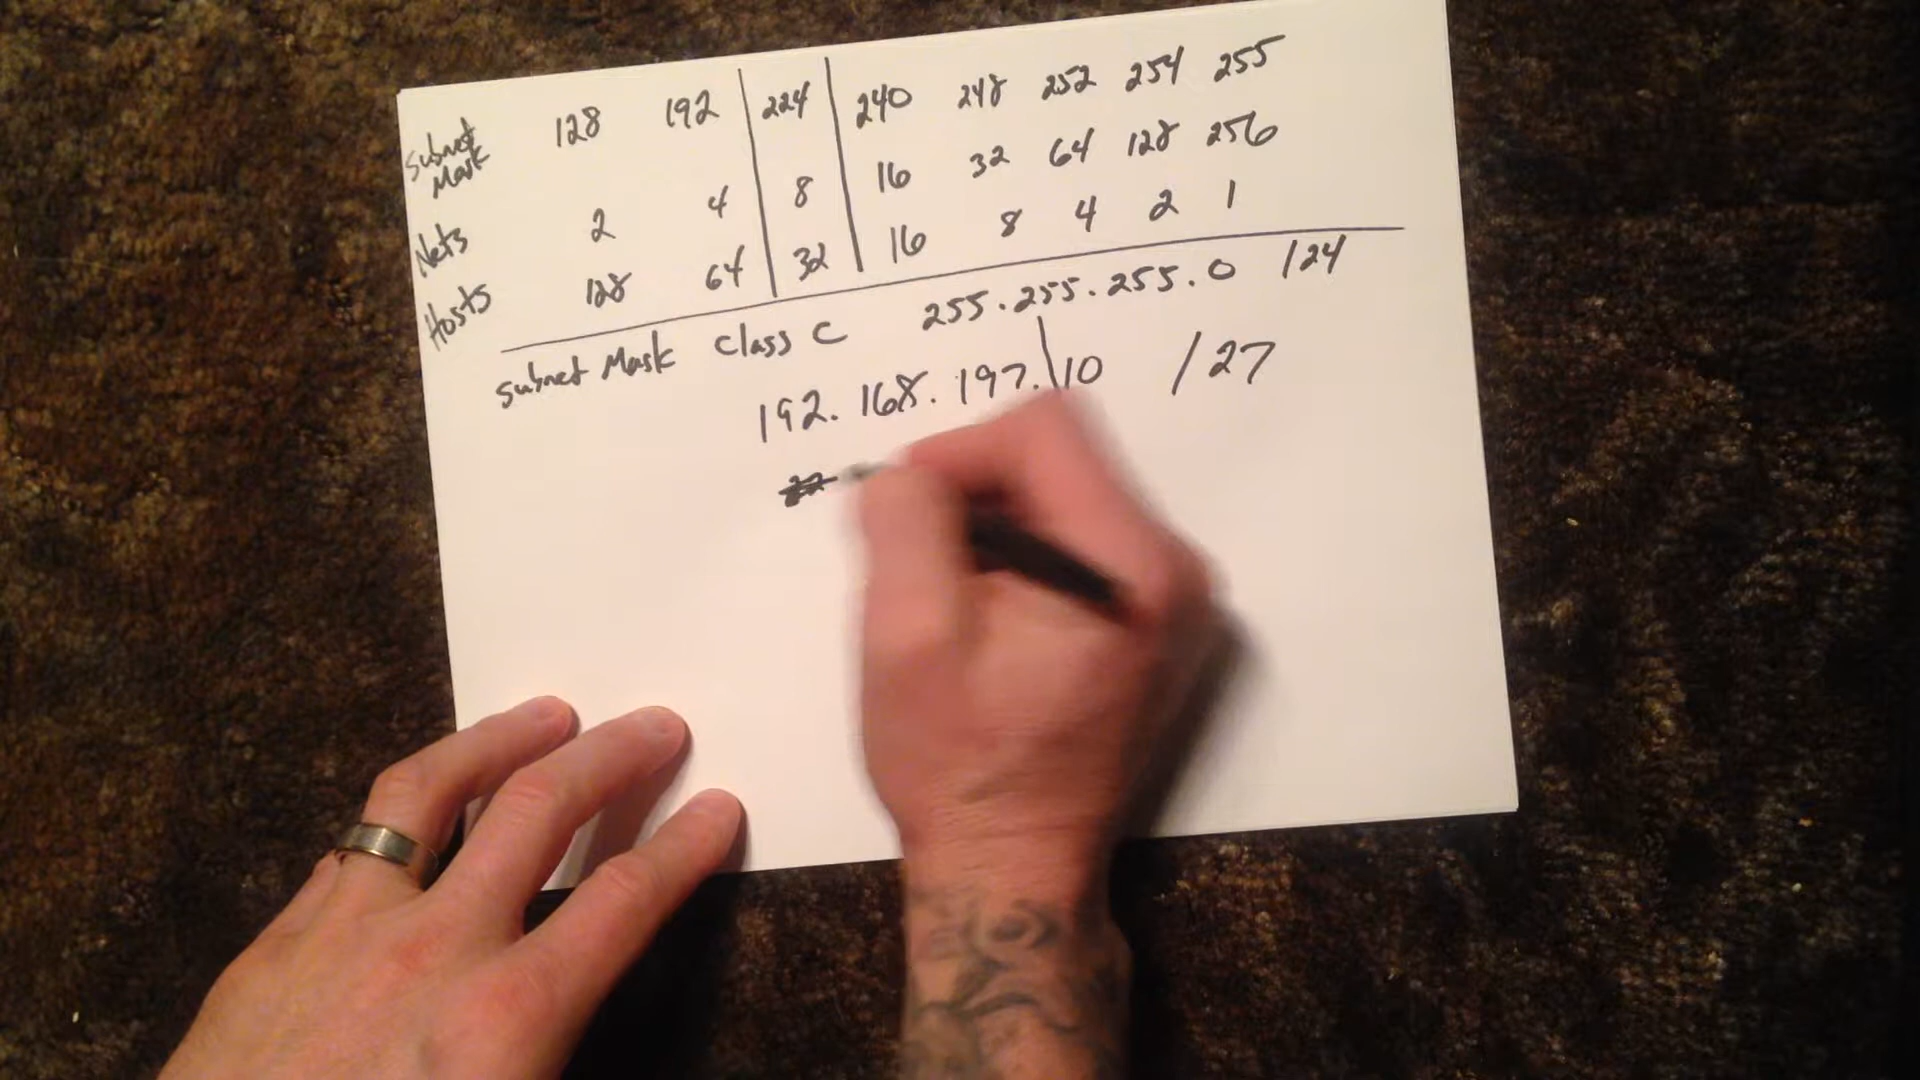 Subnet Mask 128 192 224 240 248 252 254 255
Nets 2 4 8 16 32 64 128 256
Hosts 128 64 32 16 8 4 2 1
Subnet Mask Class C 255.255.255.0 /24
192.168.197.10 /27